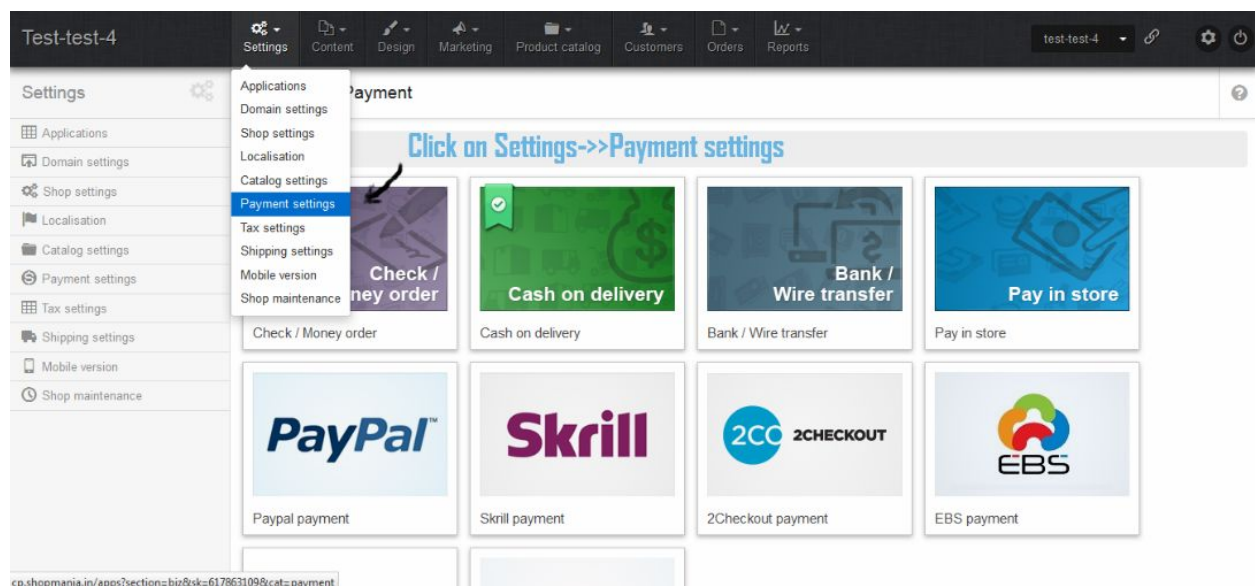 Test-test-4
Settings
Content
Design
Marketing
Product catalog
Customers
Orders
Reports
test-test-4
Settings
Applications
Domain settings
Shop settings
Localisation
Catalog settings
Payment settings
Tax settings
Shipping settings
Mobile version
Shop maintenance
Applications
Domain settings
Shop settings
Localisation
Catalog settings
Payment settings
Tax settings
Shipping settings
Mobile version
Shop maintenance
Payment
Click on Settings->>Payment settings
Check /
ney order
Check / Money order
Cash on delivery
Cash on delivery
Bank /
Wire transfer
Bank / Wire transfer
Pay in store
Pay in store
PayPal™
Paypal payment
Skrill
Skrill payment
2CO 2CHECKOUT
2Checkout payment
EBS
EBS payment
cp.shopmania.in/apps?section=biz&sk=617863109&cat=payment